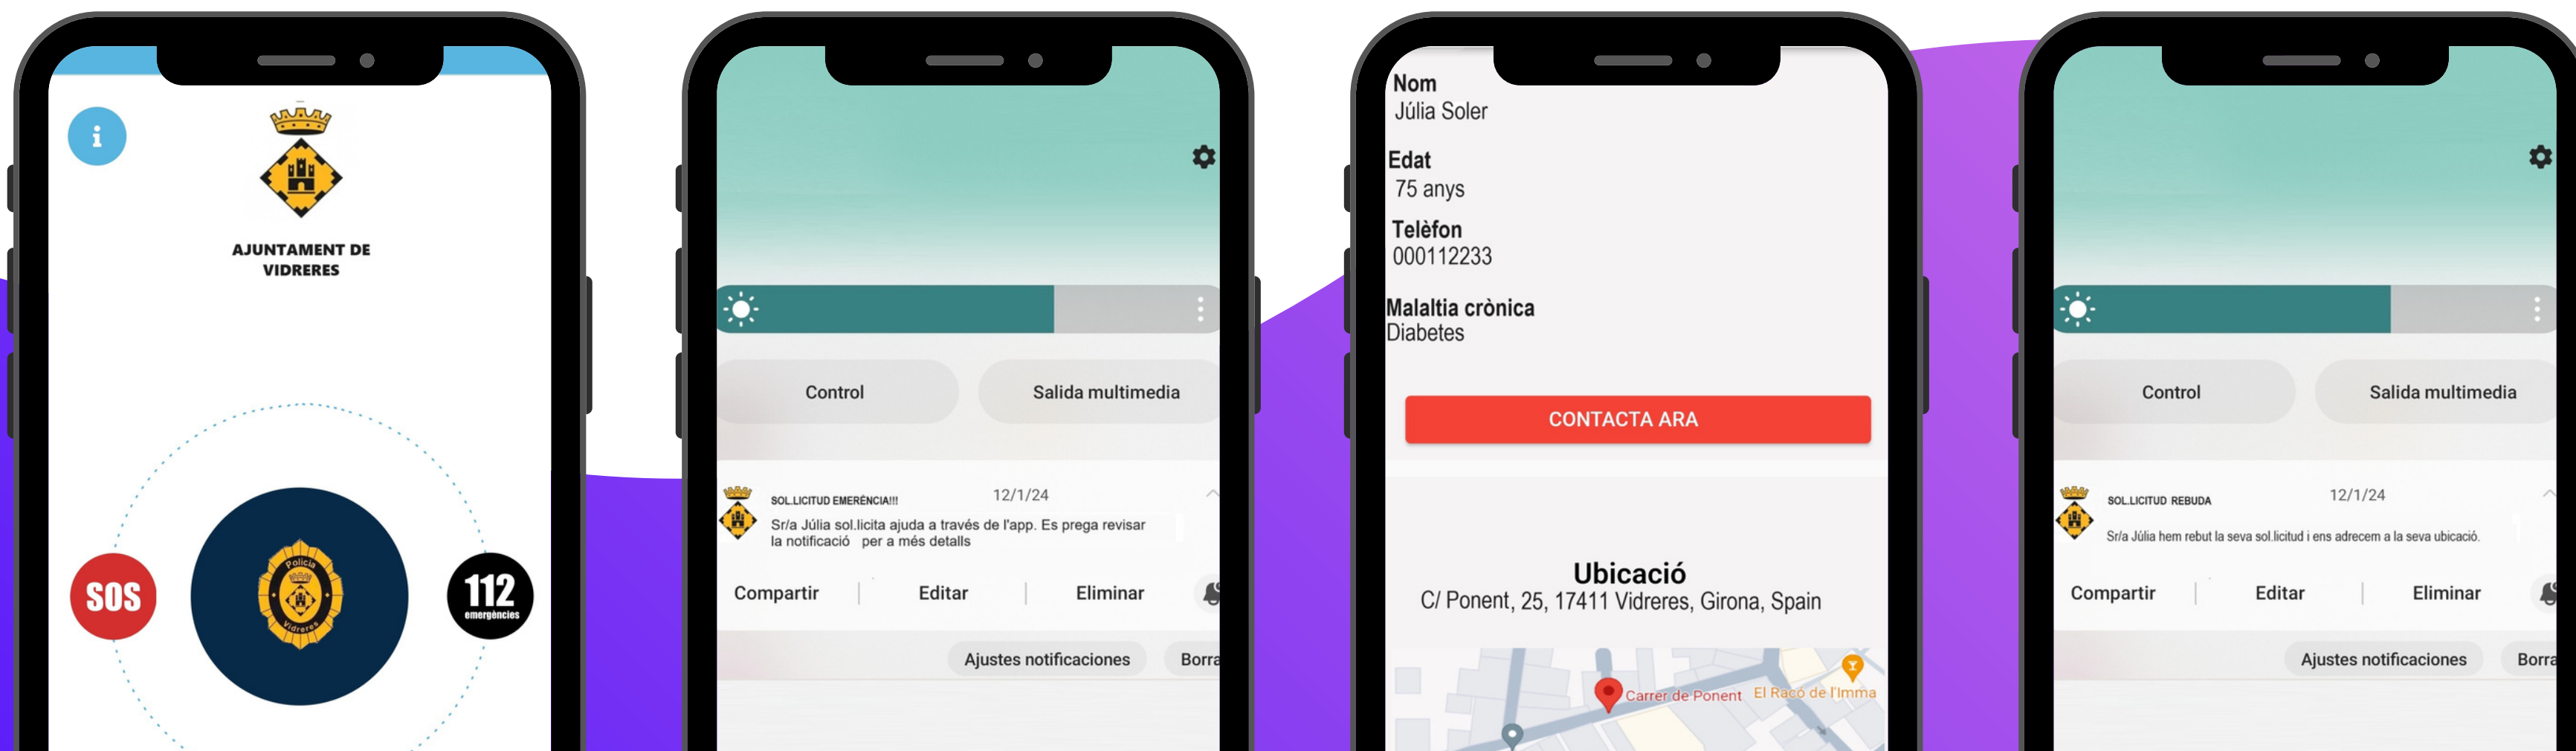 i
AJUNTAMENT DE
VIDRERES
SOS
Policia
Vidreres
112
emergències
Control
Salida multimedia
SOL.LICITUD EMERÈNCIA!!!
12/1/24
Sr/a Júlia sol.licita ajuda a través de l'app. Es prega revisar
la notificació per a més detalls
Compartir
Editar
Eliminar
Ajustes notificaciones
Borra
Nom
Júlia Soler
Edat
75 anys
Telèfon
000112233
Malaltia crònica
Diabetes
CONTACTA ARA
Ubicació
C/ Ponent, 25, 17411 Vidreres, Girona, Spain
Carrer de Ponent
El Racó de l'Imma
Control
Salida multimedia
SOL.LICITUD REBUDA
12/1/24
Sr/a Júlia hem rebut la seva sol.licitud i ens adrecem a la seva ubicació.
Compartir
Editar
Eliminar
Ajustes notificaciones
Borra